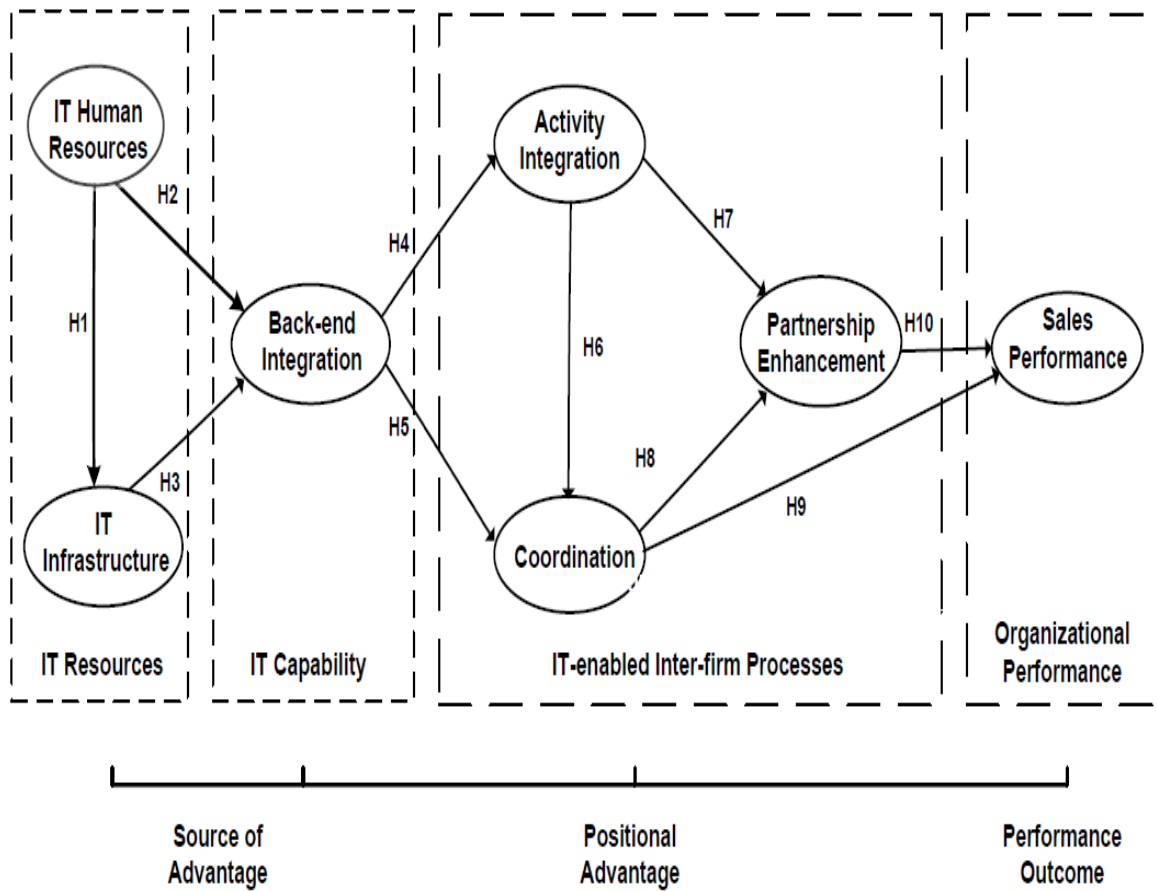 IT Human
Resources
Activity
Integration
H2
H7
H4
H1
Back-end
Integration
H6
Partnership
Enhancement
H10
Sales
Performance
H5
H3
H8
H9
IT
Infrastructure
Coordination
IT Resources
IT Capability
IT-enabled Inter-firm Processes
Organizational
Performance
Source of
Advantage
Positional
Advantage
Performance
Outcome